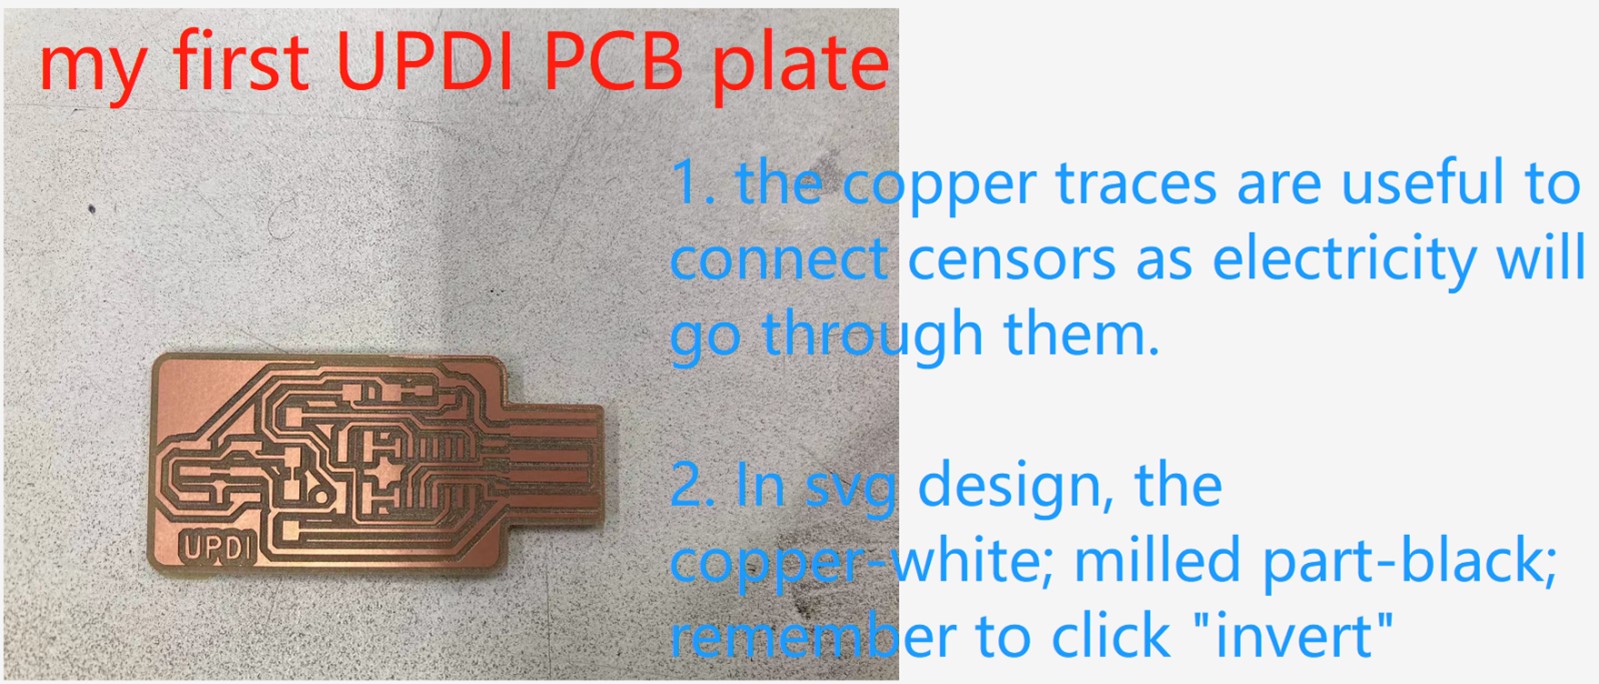 my first UPDI PCB plate
1. the copper traces are useful to
connect censors as electricity will
go through them.
2. In svg design, the
copper-white; milled part-black;
remember to click "invert"
UPDI